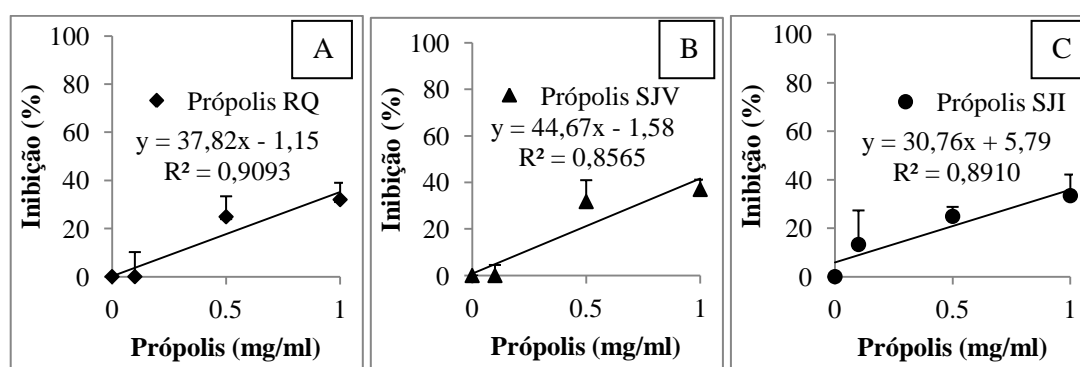 A
100
80
60
40
20
0
Inibição (%)
Própolis RQ
y = 37,82x - 1,15
R² = 0,9093
0 0.5 1
Própolis (mg/ml)
B
100
80
60
40
20
0
Inibição (%)
Própolis SJV
y = 44,67x - 1,58
R² = 0,8565
0 0.5 1
Própolis (mg/ml)
C
100
80
60
40
20
0
Inibição (%)
Própolis SJI
y = 30,76x + 5,79
R² = 0,8910
0 0.5 1
Própolis (mg/ml)